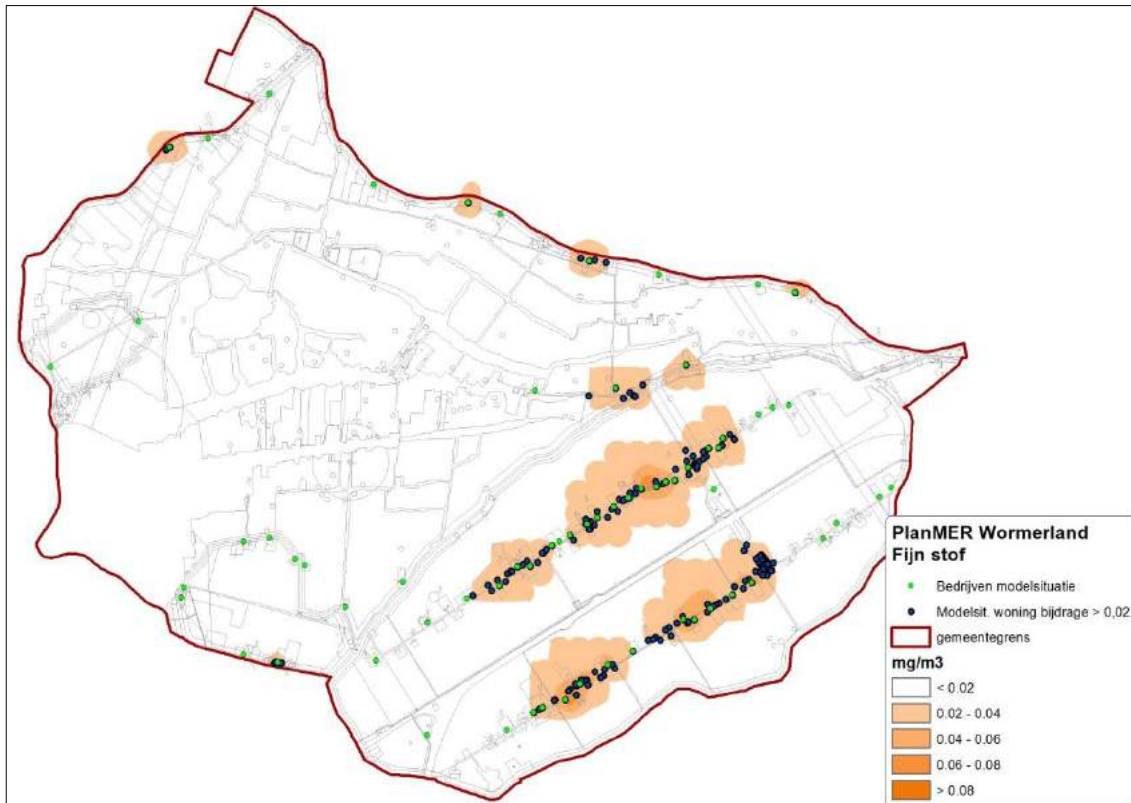 PlanMER Wormerland
Fijn stof
Bedrijven modelsituatie
Modelsit. woning bijdrage > 0,02
gemeentegrens
mg/m3
< 0.02
0.02 - 0.04
0.04 - 0.06
0.06 - 0.08
> 0.08